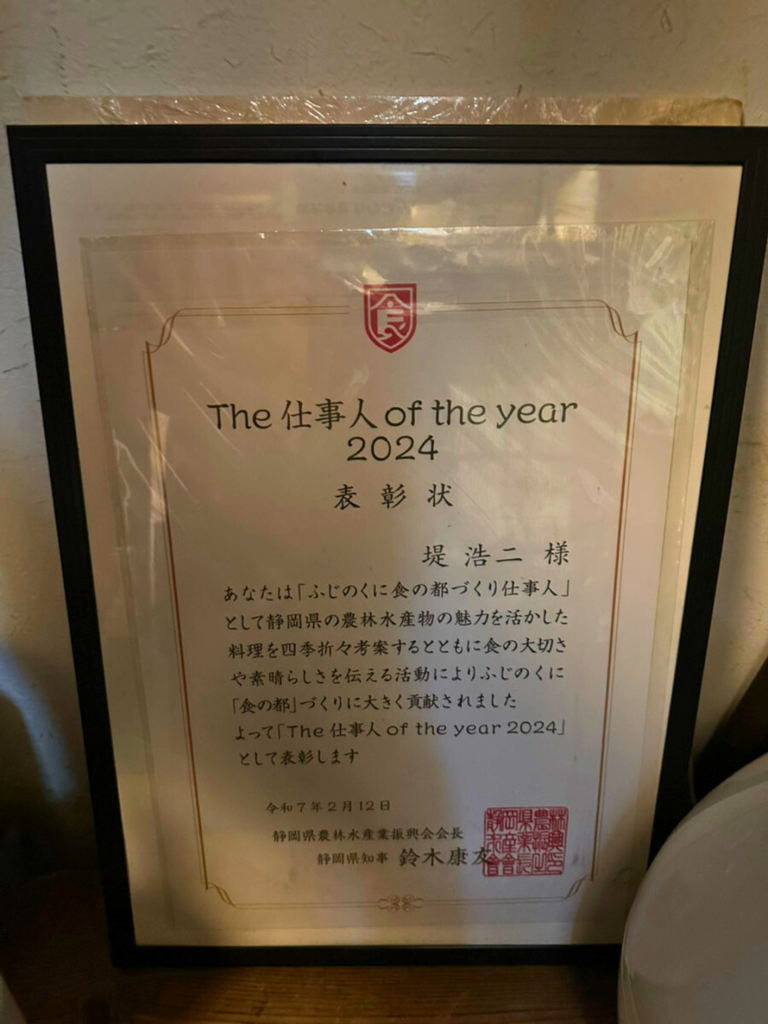 食
The 仕事人 of the year
2024
表彰状
堤 浩二 様
あなたは「ふじのくに食の都づくり仕事人」
として静岡県の農林水産物の魅力を活かした
料理を四季折々考案するとともに食の大切さ
や素晴らしさを伝える活動によりふじのくに
「食の都」づくりに大きく貢献されました
よって「The 仕事人 of the year 2024」
として表彰します
令和7年2月12日
静岡県農林水産業振興会会長
静岡県知事 鈴木康友